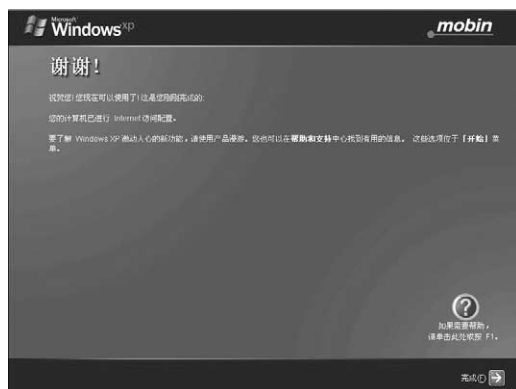 Microsoft
Windows xp
mobin
谢谢！
祝贺您! 您现在可以使用了! 这是您刚刚完成的:
您的计算机已进行 Internet 访问配置。
要了解 Windows XP 激动人心的新功能，请使用产品漫游。您也可以在帮助和支持中心找到有用的信息。 这些选项位于「开始」菜
单。
如果需要帮助，
请单击此处或按 F1。
完成(F)